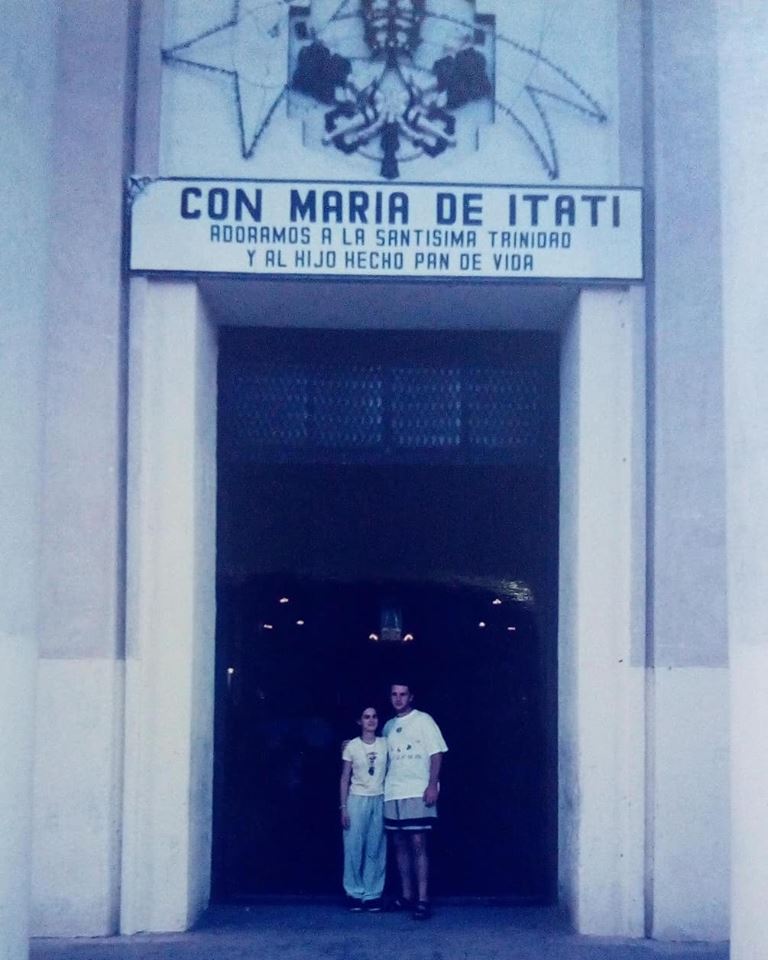 CON MARIA DE ITATI
ADORAMOS A LA SANTISIMA TRINIDAD
Y AL HIJO HECHO PAN DE VIDA